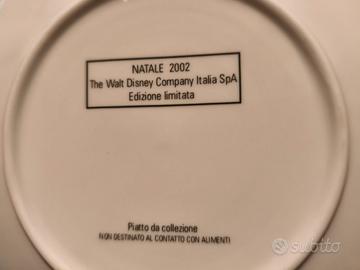 NATALE 2002
The Walt Disney Company Italia SpA
Edizione limitata
Piatto da collezione
NON DESTINATO AL CONTATTO CON ALIMENTI
subito